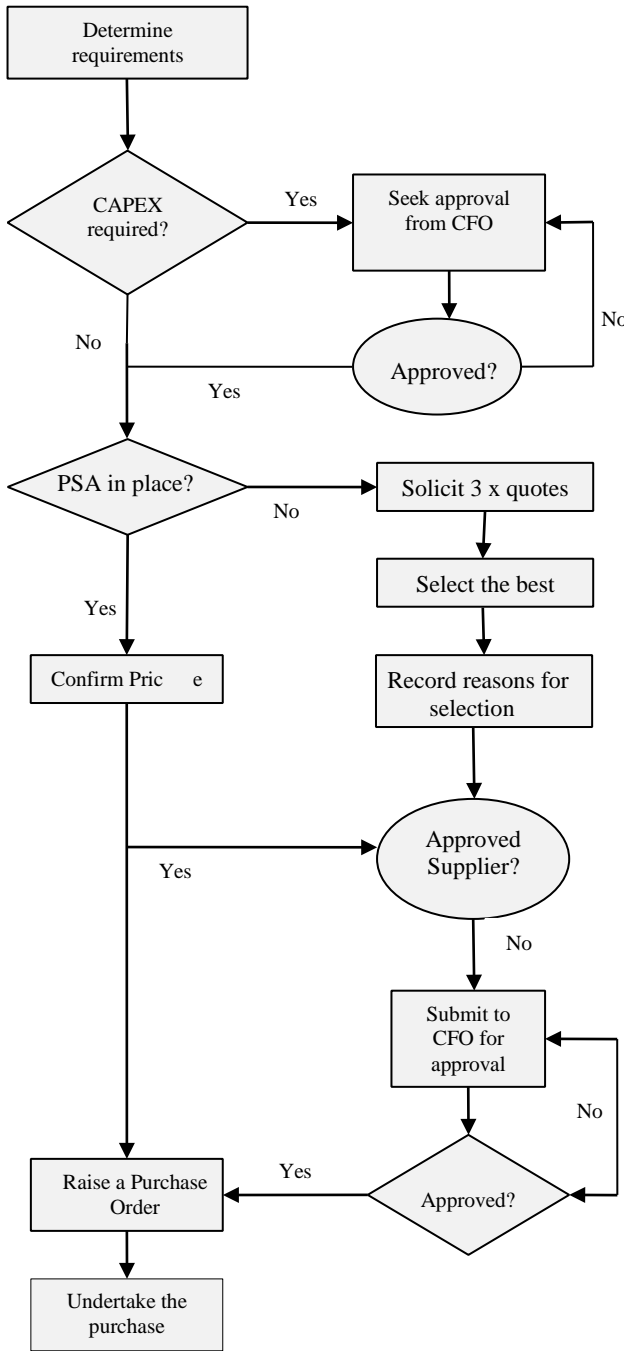 Determine
requirements
CAPEX
required?
Yes
Seek approval
from CFO
No
No
Approved?
Yes
PSA in place?
No
Solicit 3 x quotes
Select the best
Yes
Confirm Pric e
Record reasons for
selection
Approved
Supplier?
Yes
No
Submit to
CFO for
approval
No
Raise a Purchase
Order
Yes
Approved?
Undertake the
purchase